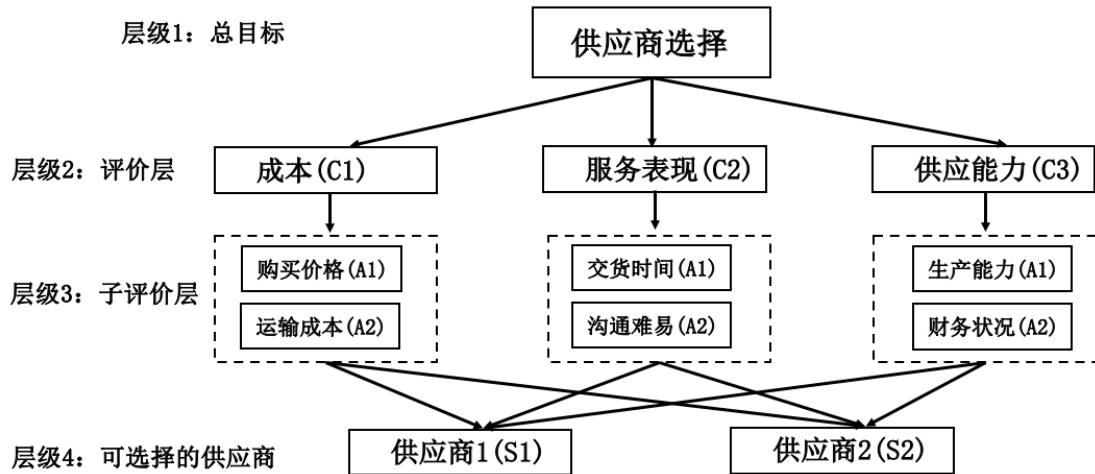 层级1：总目标
供应商选择
层级2：评价层
成本(C1)
服务表现(C2)
供应能力(C3)
层级3：子评价层
购买价格(A1)
运输成本(A2)
交货时间(A1)
沟通难易(A2)
生产能力(A1)
财务状况(A2)
层级4：可选择的供应商
供应商1(S1)
供应商2(S2)